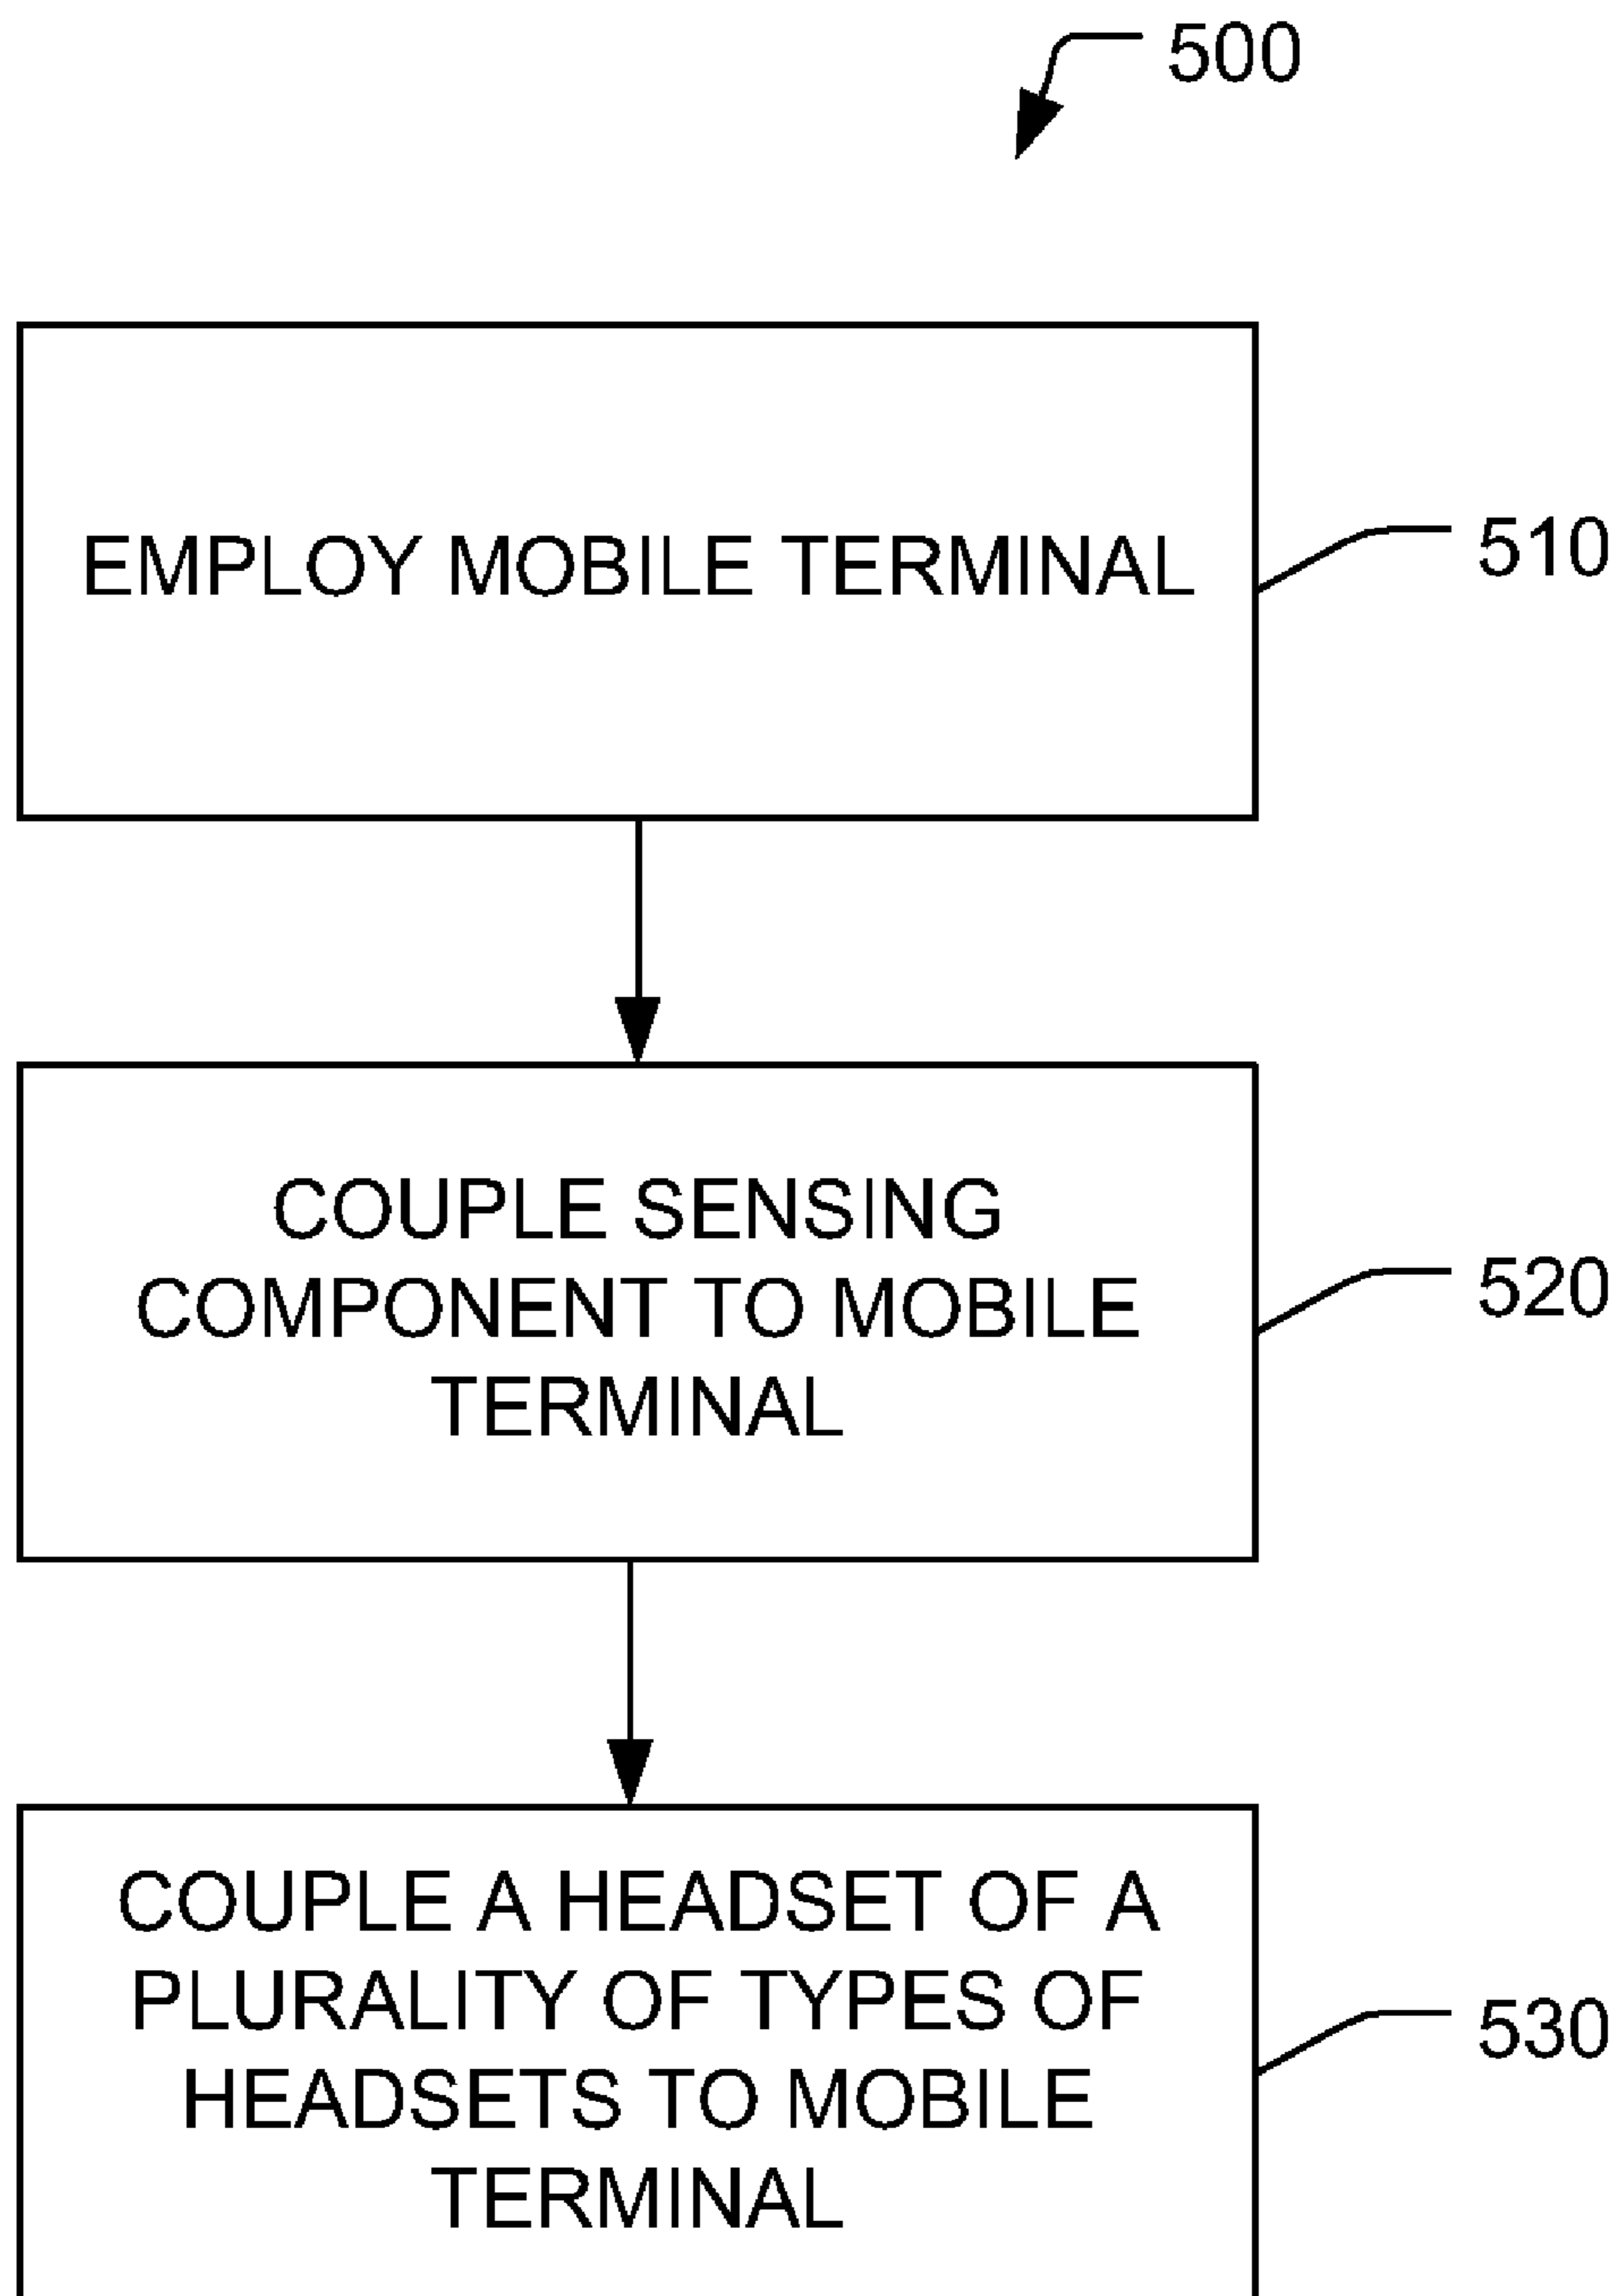 500
EMPLOY MOBILE TERMINAL
510
COUPLE SENSING
COMPONENT TO MOBILE
TERMINAL
520
COUPLE A HEADSET OF A
PLURALITY OF TYPES OF
HEADSETS TO MOBILE
TERMINAL
530